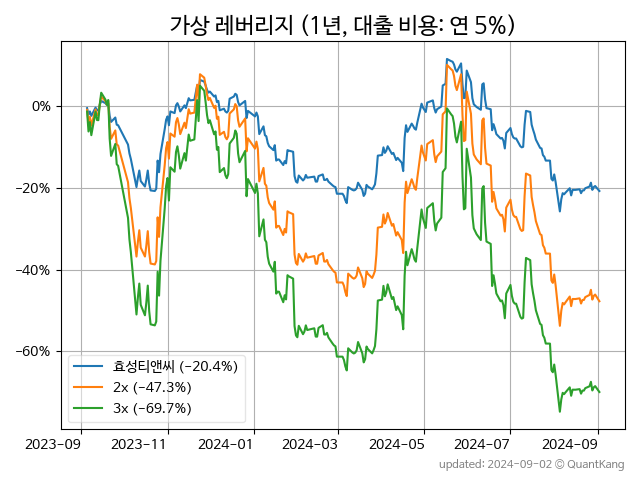 가상 레버리지 (1년, 대출 비용: 연 5%)
0%
−20%
−40%
−60%
효성티앤씨 (−20.4%)
2x (−47.3%)
3x (−69.7%)
2023-09 2023-11 2024-01 2024-03 2024-05 2024-07 2024-09
updated: 2024-09-02 © QuantKang